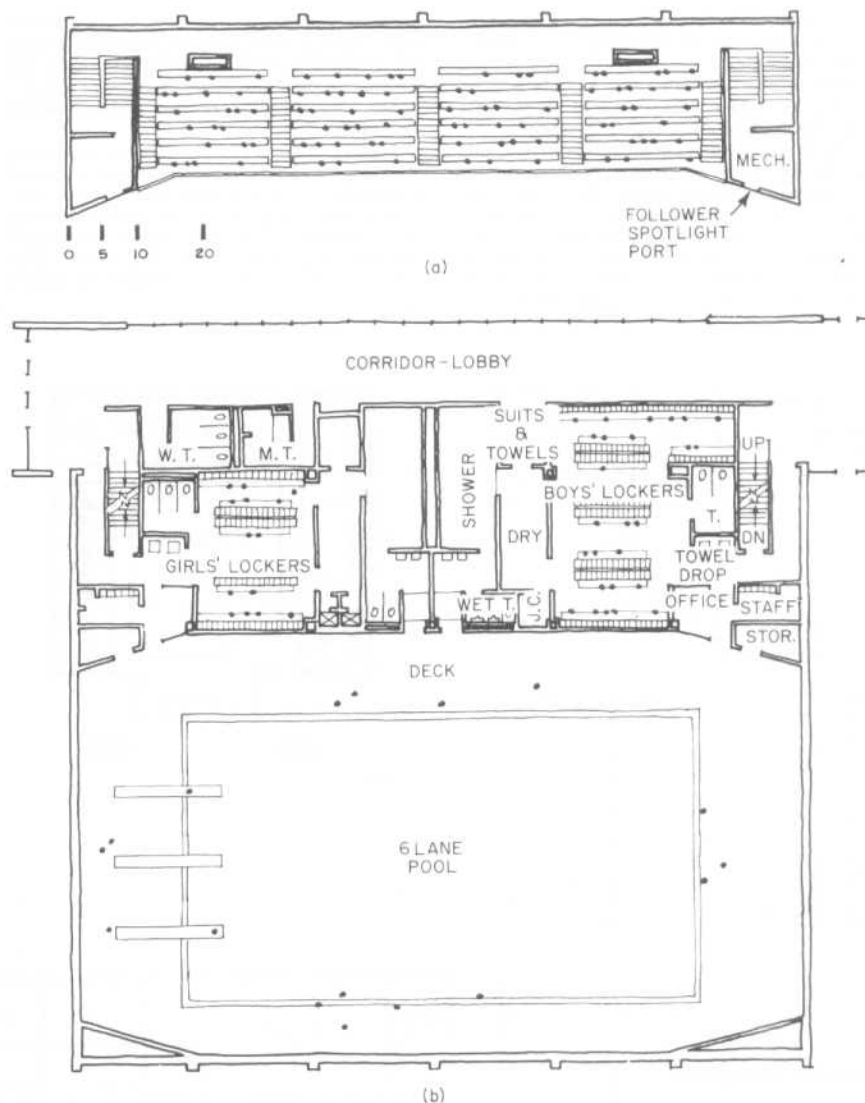 MECH.
FOLLOWER
SPOTLIGHT
PORT
0 5 10 20
(a)
CORRIDOR-LOBBY
W. T.
M. T.
SHOWER
SUITS
&
TOWELS
UP
BOYS' LOCKERS
T.
DRY
DN
GIRLS' LOCKERS
TOWEL
DROP
OFFICE
STAFF
WET T.
J.C.
STOR.
DECK
6 LANE
POOL
(b)